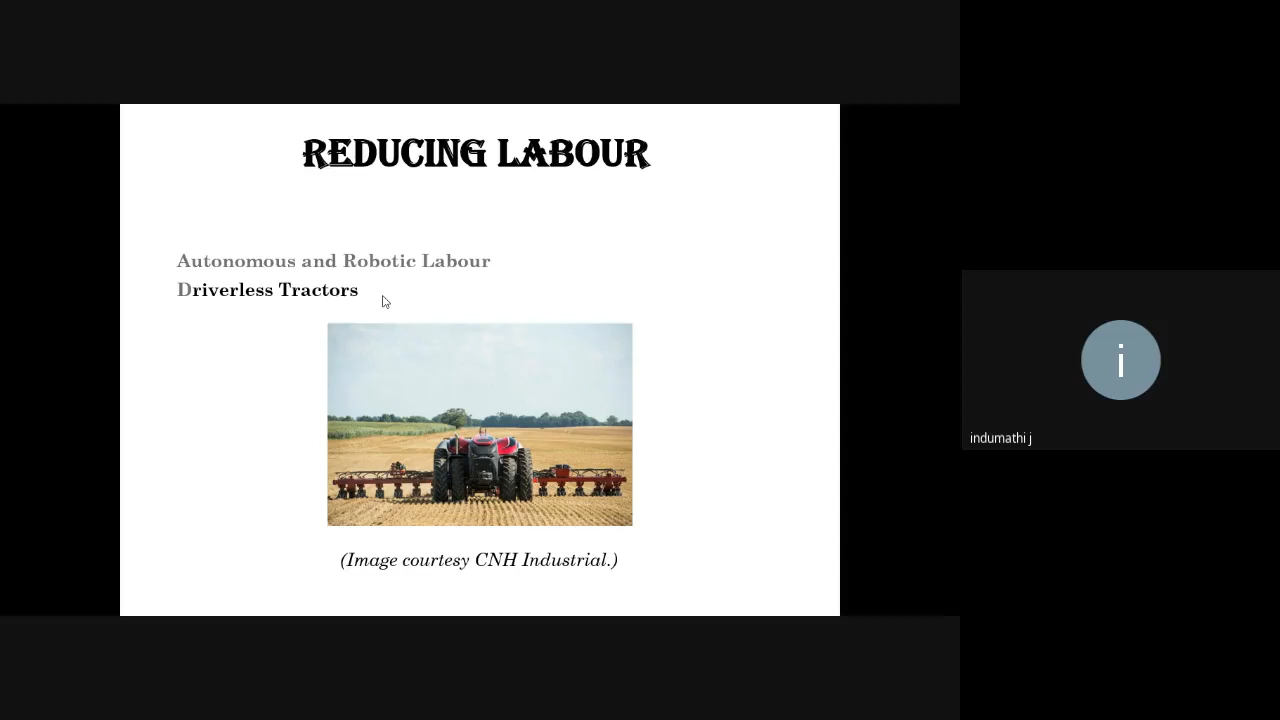 REDUCING LABOUR
Autonomous and Robotic Labour
Driverless Tractors
(Image courtesy CNH Industrial.)
i
indumathi j